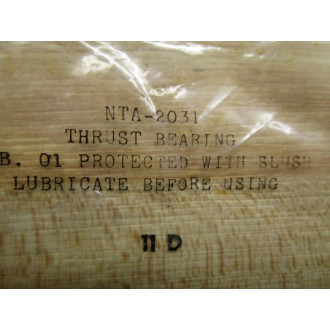 NTA-2031
THRUST BEARING
B. 01 PROTECTED WITH SLUSH
LUBRICATE BEFORE USING
11 D